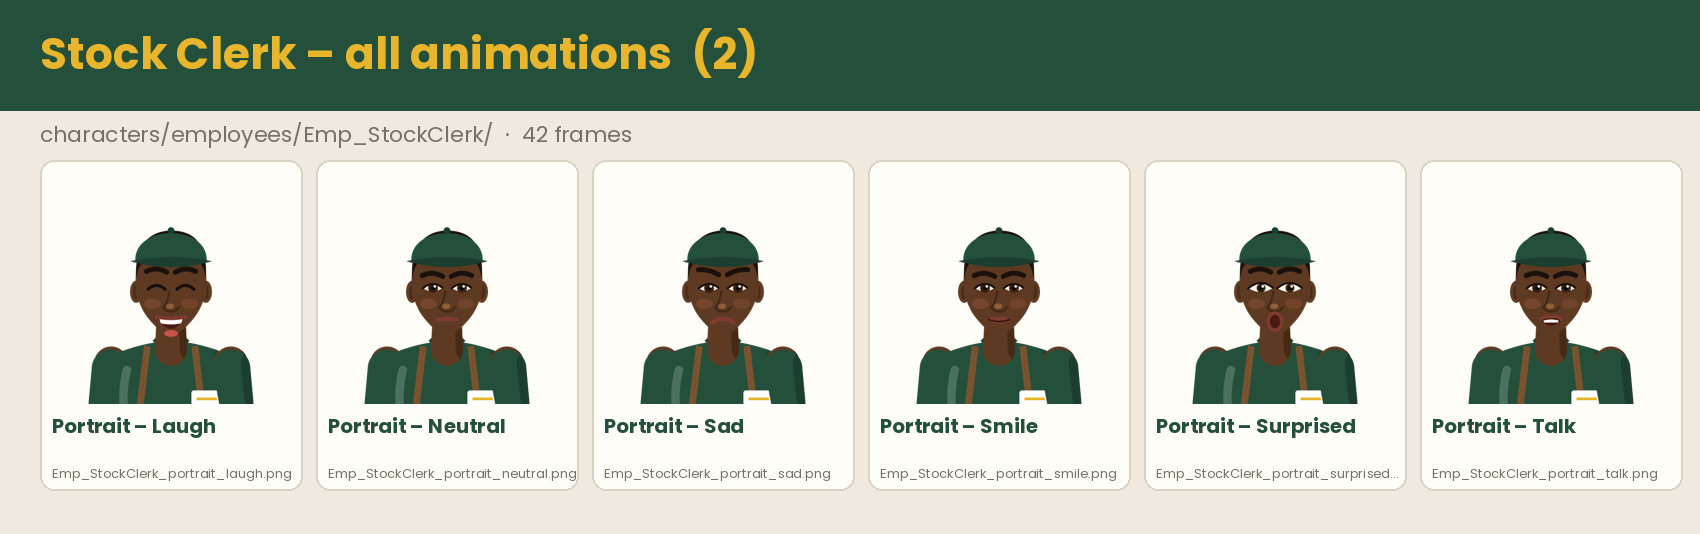 Stock Clerk – all animations (2)
characters/employees/Emp_StockClerk/ · 42 frames
Portrait – Laugh
Emp_StockClerk_portrait_laugh.png
Portrait – Neutral
Emp_StockClerk_portrait_neutral.png
Portrait – Sad
Emp_StockClerk_portrait_sad.png
Portrait – Smile
Emp_StockClerk_portrait_smile.png
Portrait – Surprised
Emp_StockClerk_portrait_surprised...
Portrait – Talk
Emp_StockClerk_portrait_talk.png